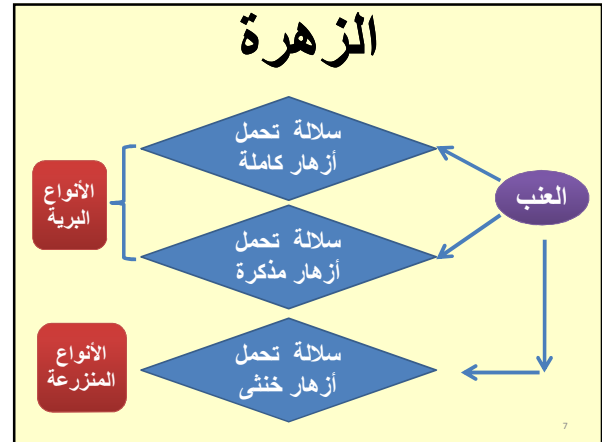 الزهرة
العنب
سلالة تحمل
أزهار كاملة
سلالة تحمل
أزهار مذكرة
الأنواع
البرية
سلالة تحمل
أزهار خنثى
الأنواع
المنزرعة
7